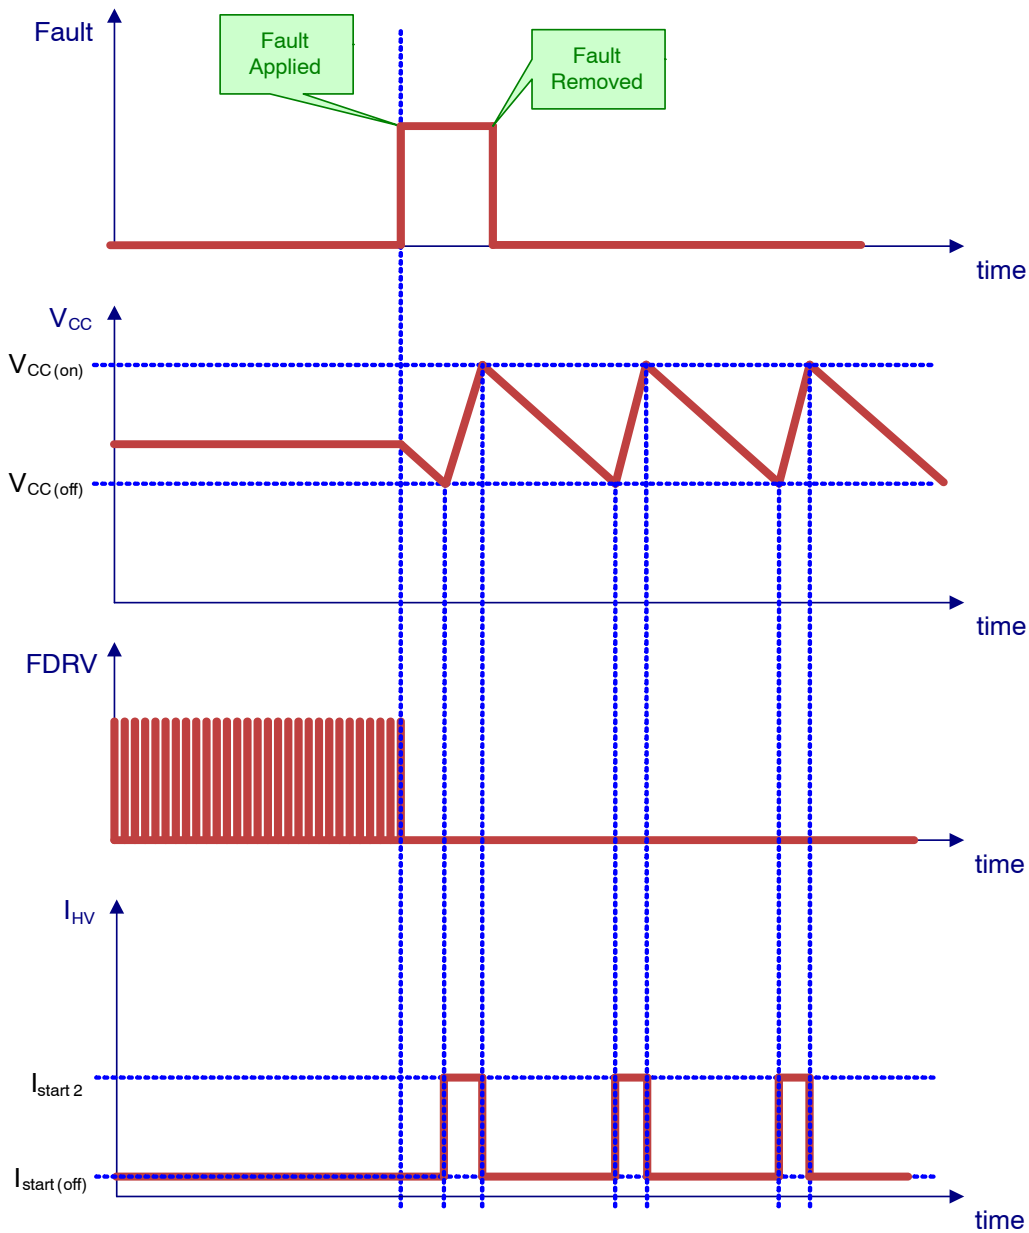 Fault
Fault
Applied
Fault
Removed
time
VCC
VCC (on)
VCC (off)
time
FDRV
time
IHV
Istart 2
Istart (off)
time